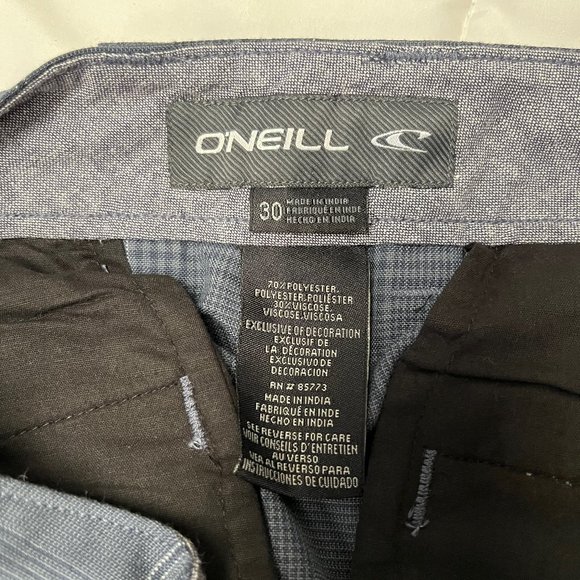 O'NEILL
30
MADE IN INDIA
FABRIQUÉ EN INDE
HECHO EN INDIA
70% POLYESTER.
POLYESTER.POLIÉSTER
30% VISCOSE.
VISCOSE.VISCOSA
EXCLUSIVE OF DECORATION
EXCLUSIF DE
LA DÉCORATION
EXCLUSIVO DE
DECORACION
RN # 85773
MADE IN INDIA
FABRIQUÉ EN INDE
HECHO EN INDIA
SEE REVERSE FOR CARE
VOIR CONSEILS D'ENTRETIEN
AU VERSO
VEA AL REVERSO PARA
INSTRUCCIONES DE CUIDADO